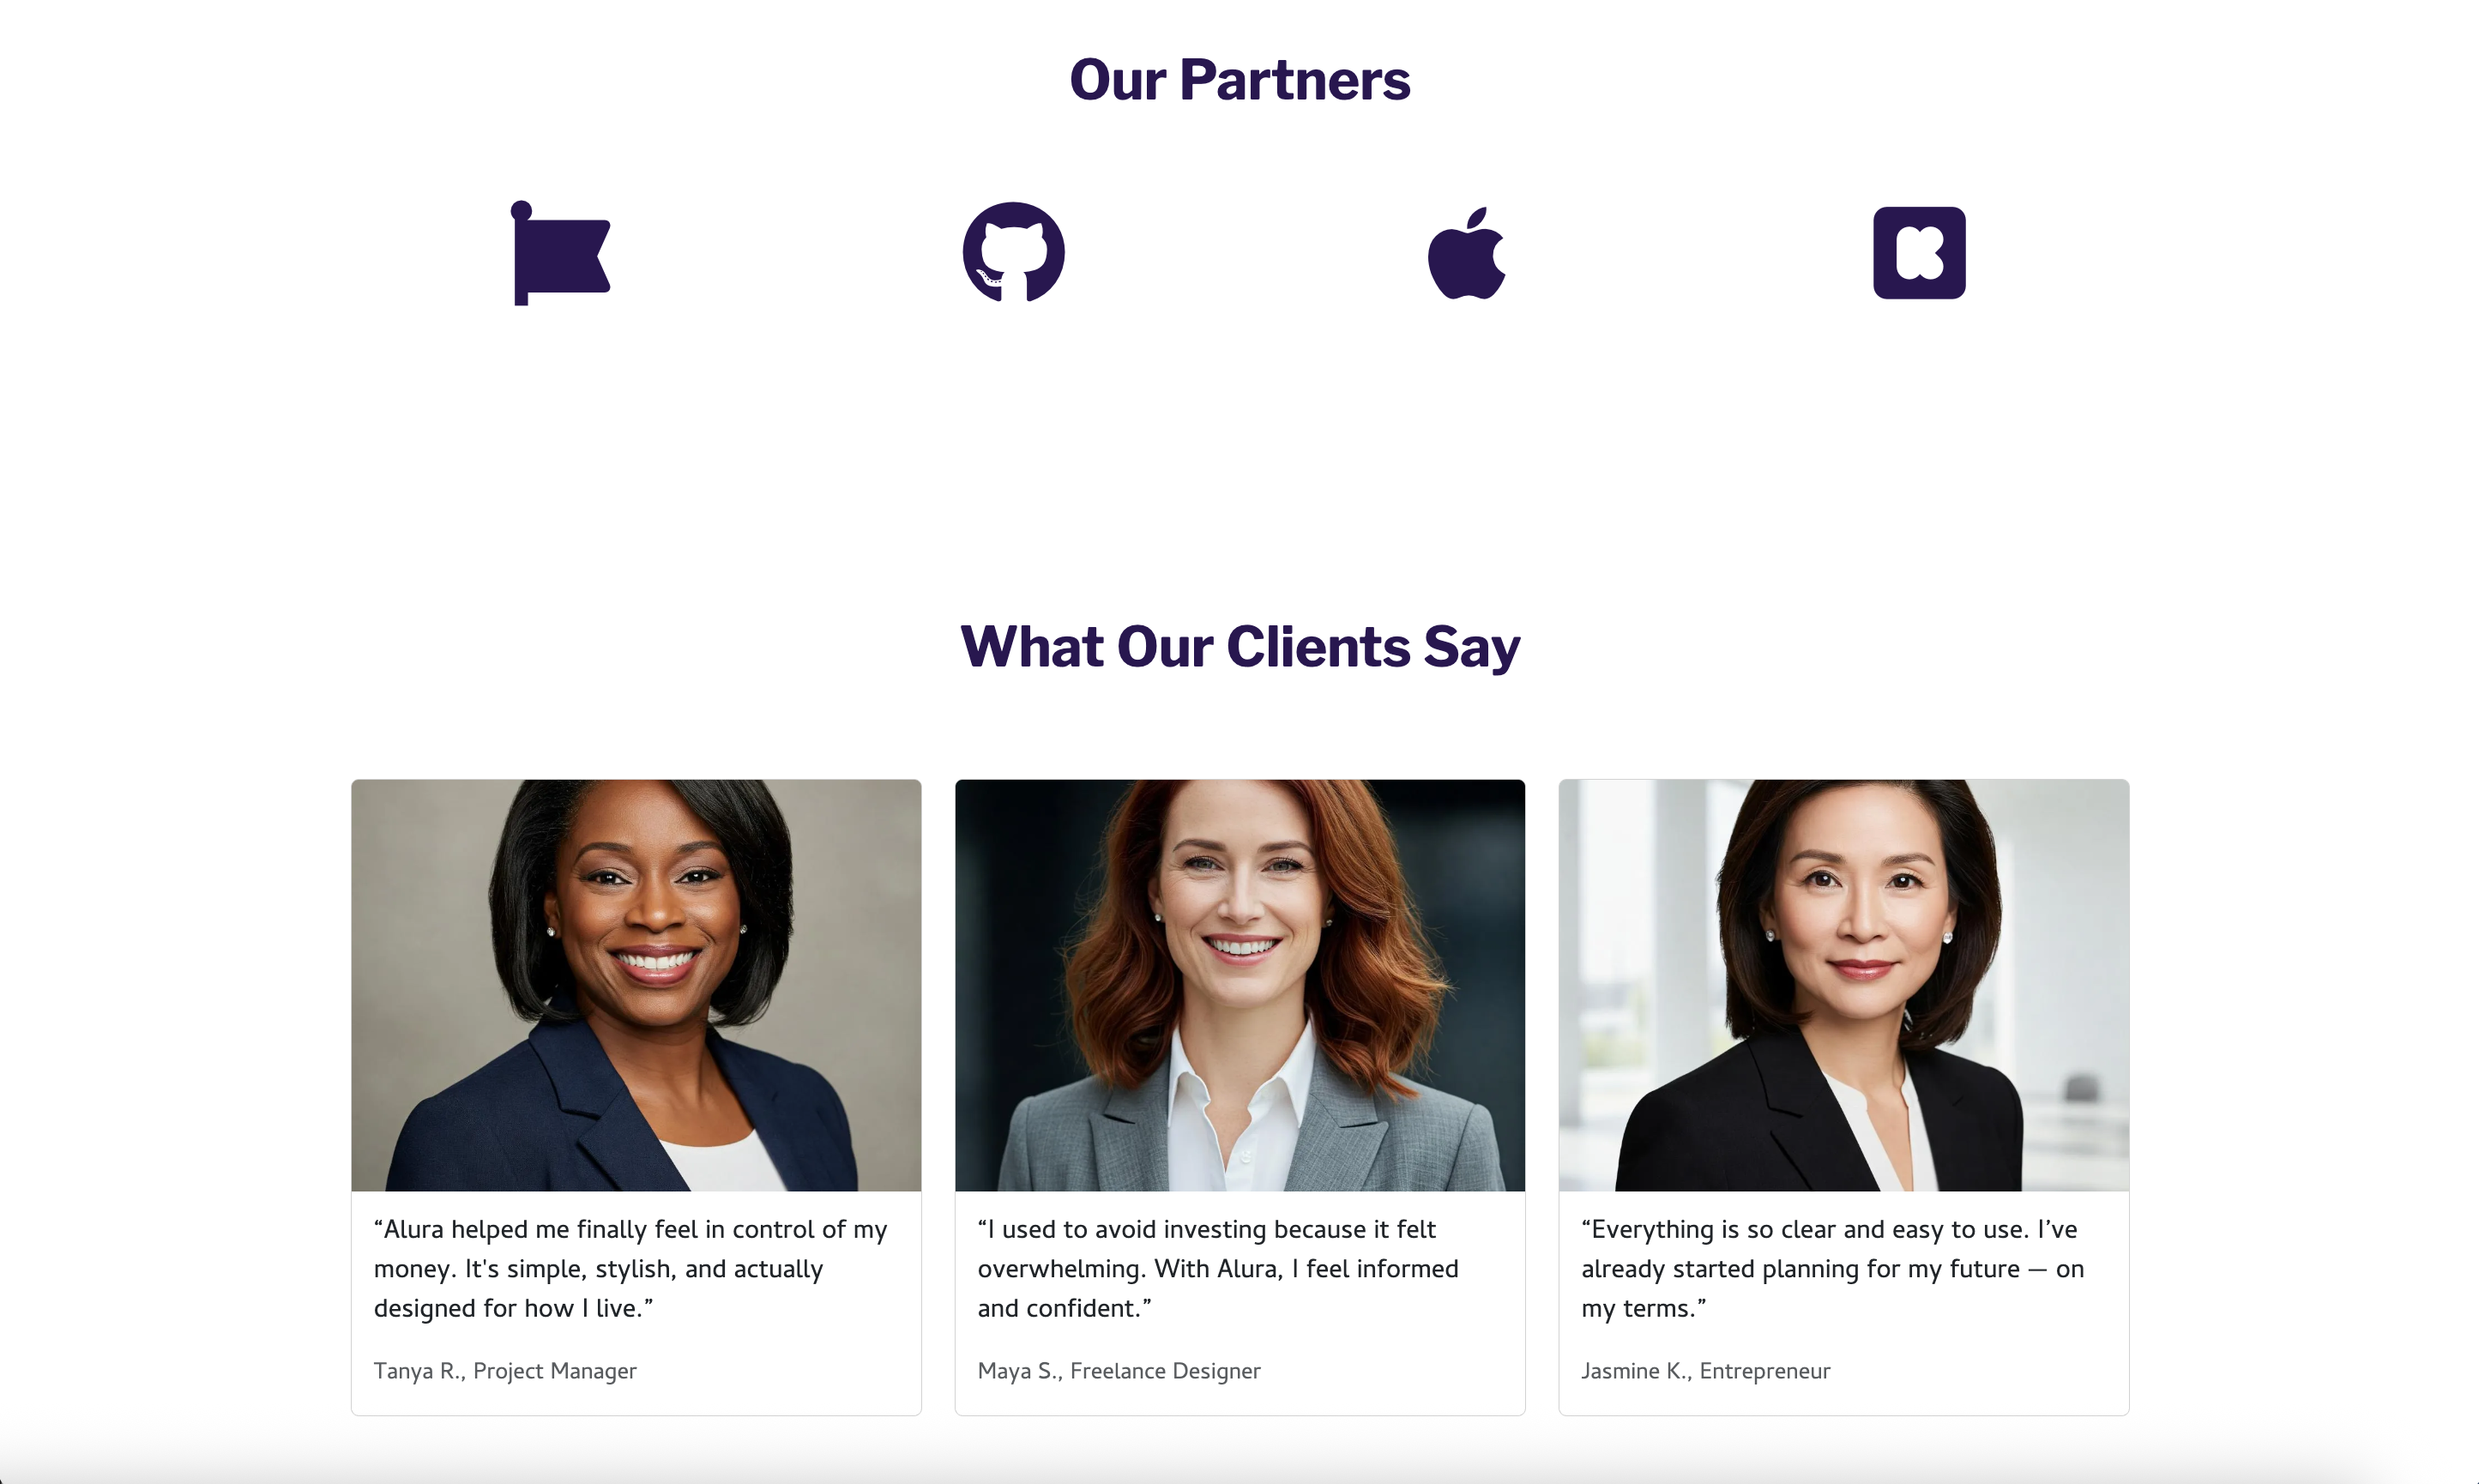 Our Partners
What Our Clients Say
“Alura helped me finally feel in control of my
money. It's simple, stylish, and actually
designed for how I live.”
Tanya R., Project Manager
“I used to avoid investing because it felt
overwhelming. With Alura, I feel informed
and confident.”
Maya S., Freelance Designer
“Everything is so clear and easy to use. I’ve
already started planning for my future — on
my terms.”
Jasmine K., Entrepreneur